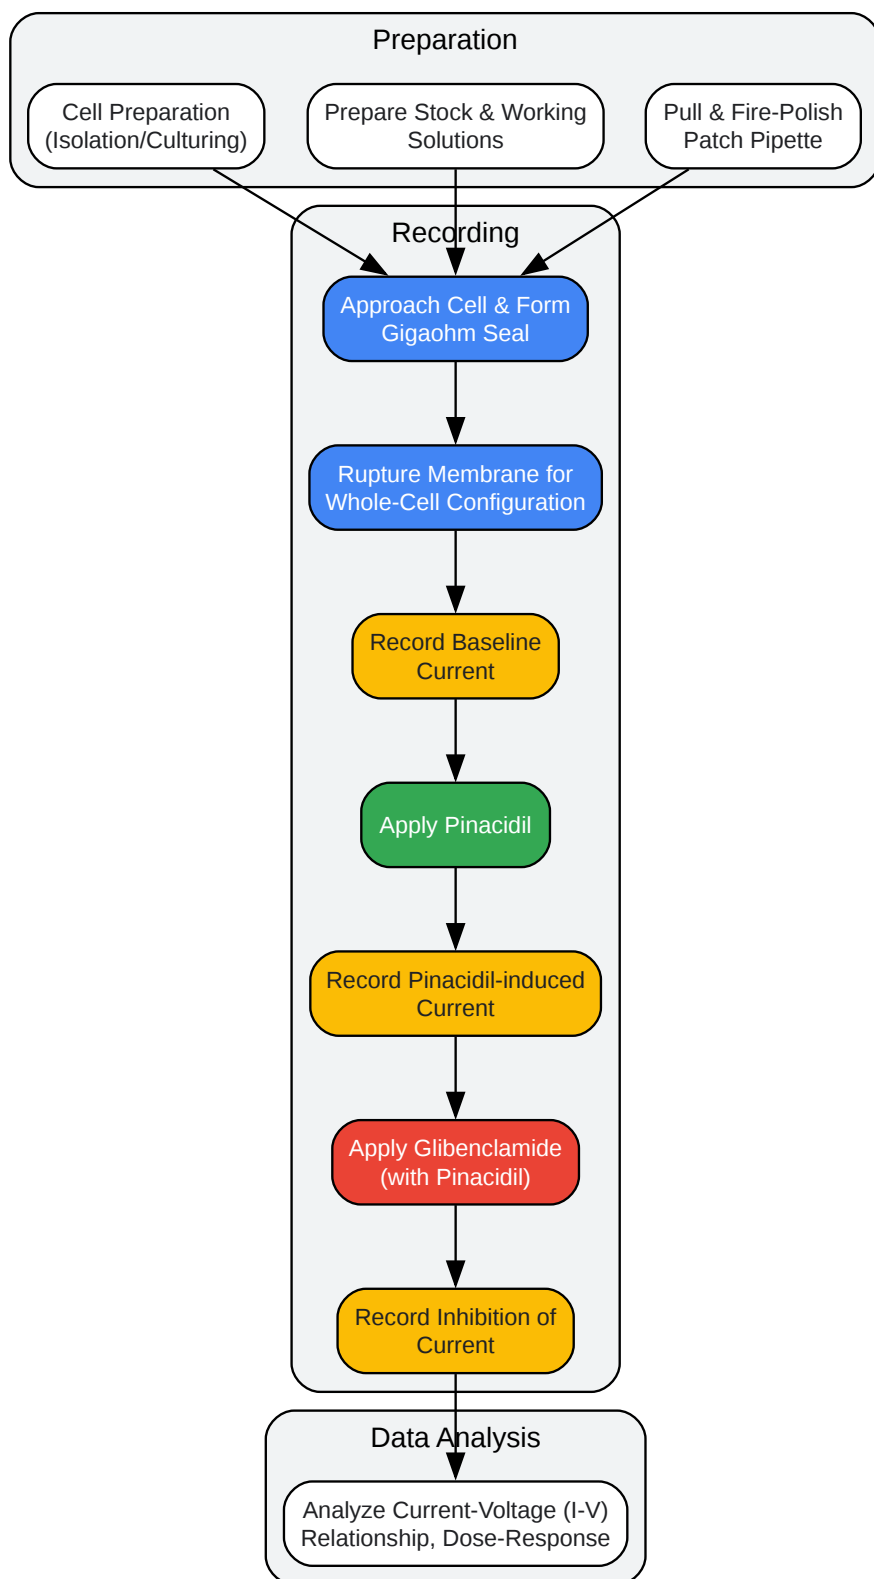 Preparation
Cell Preparation
(Isolation/Culturing)
Prepare Stock & Working
Solutions
Pull & Fire-Polish
Patch Pipette
Recording
Approach Cell & Form
Gigaohm Seal
Rupture Membrane for
Whole-Cell Configuration
Record Baseline
Current
Apply Pinacidil
Record Pinacidil-induced
Current
Apply Glibenclamide
(with Pinacidil)
Record Inhibition of
Current
Data Analysis
Analyze Current-Voltage (I-V)
Relationship, Dose-Response